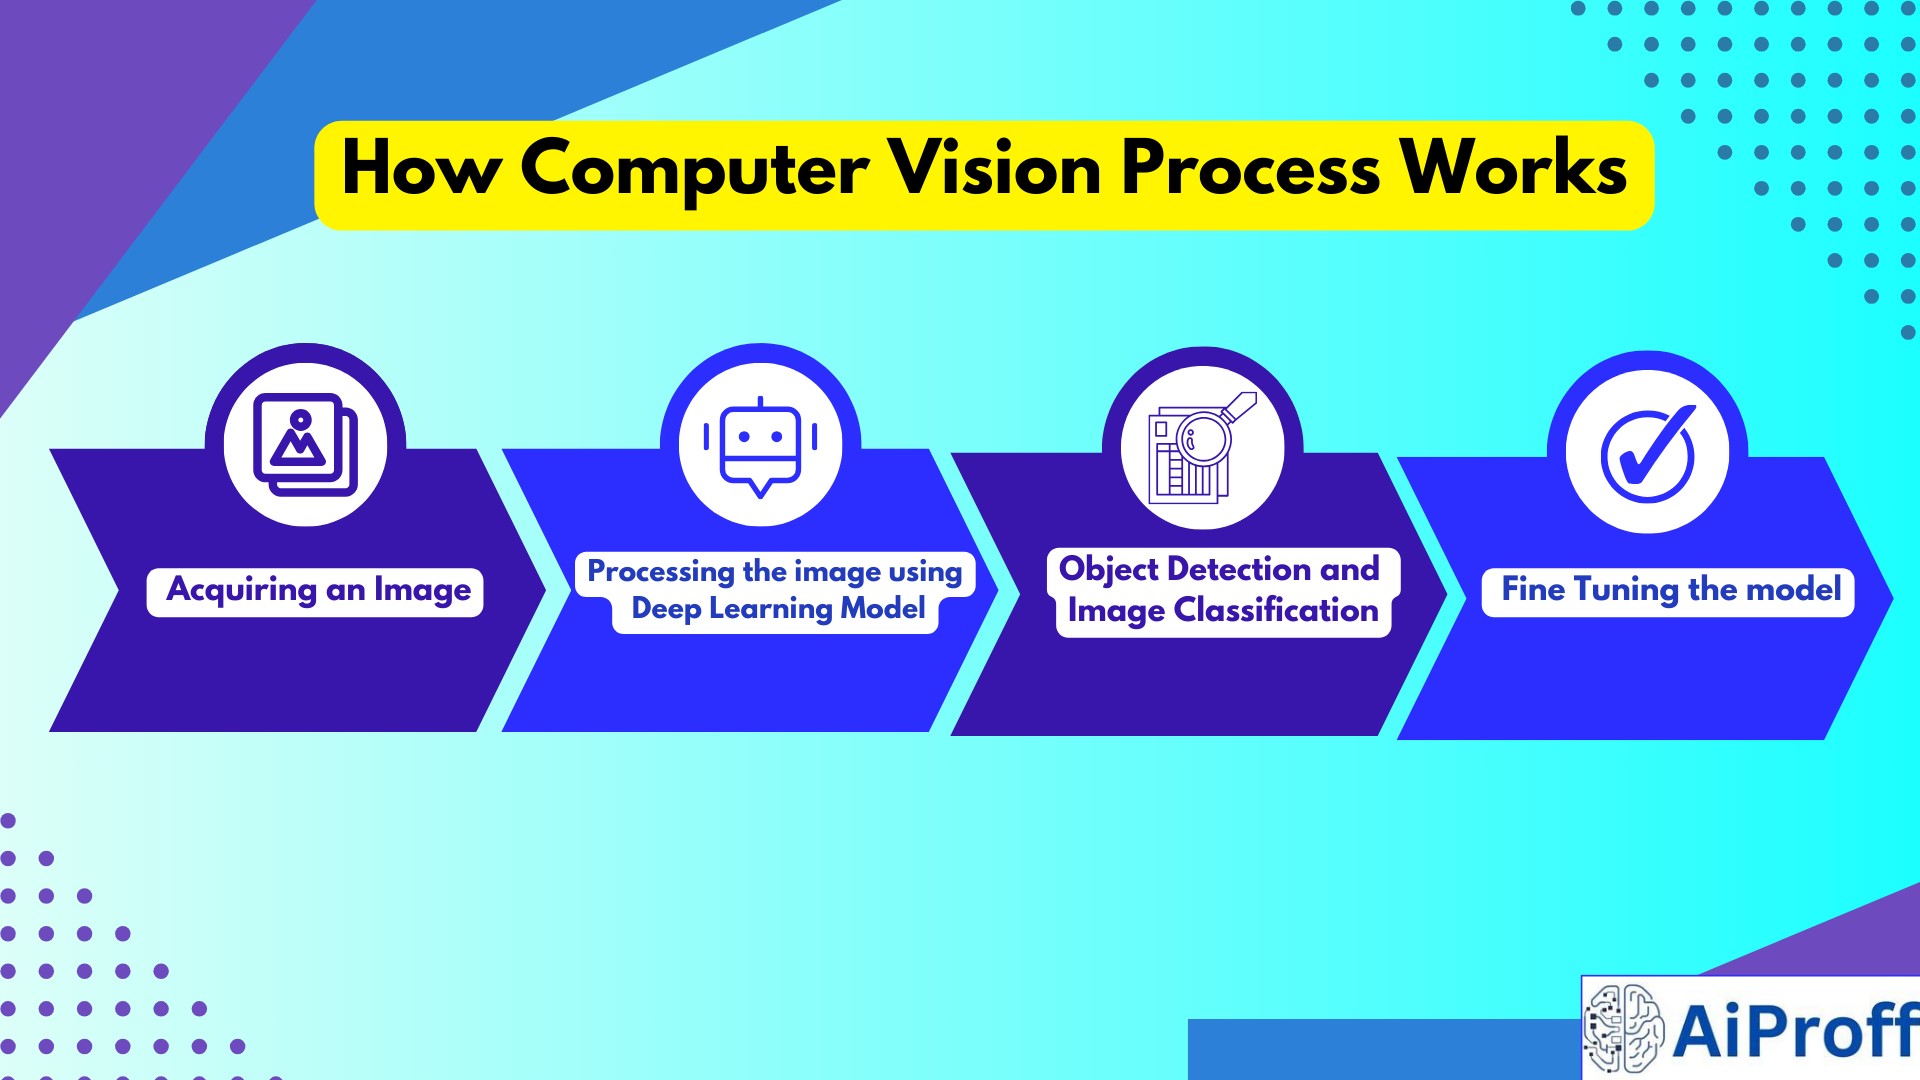 How Computer Vision Process Works
Acquiring an Image
Processing the image using
Deep Learning Model
Object Detection and
Image Classification
Fine Tuning the model
AiProff